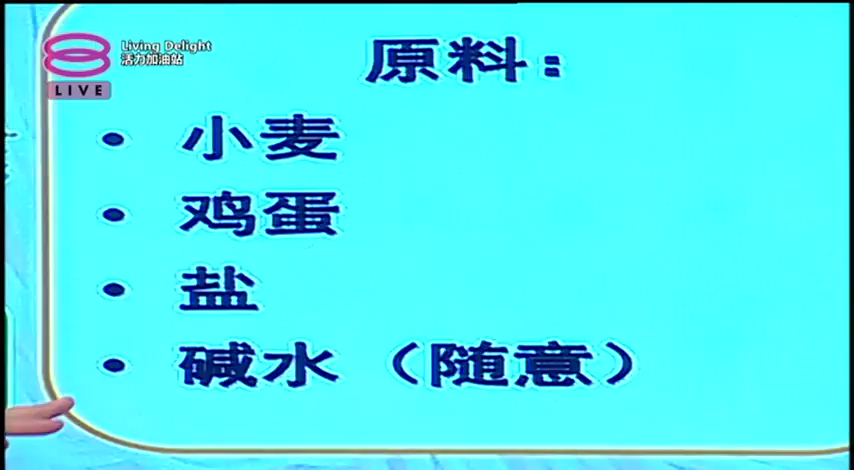 Living Delight
活力加油站
LIVE
原料：
• 小麦
• 鸡蛋
• 盐
• 碱水（随意）